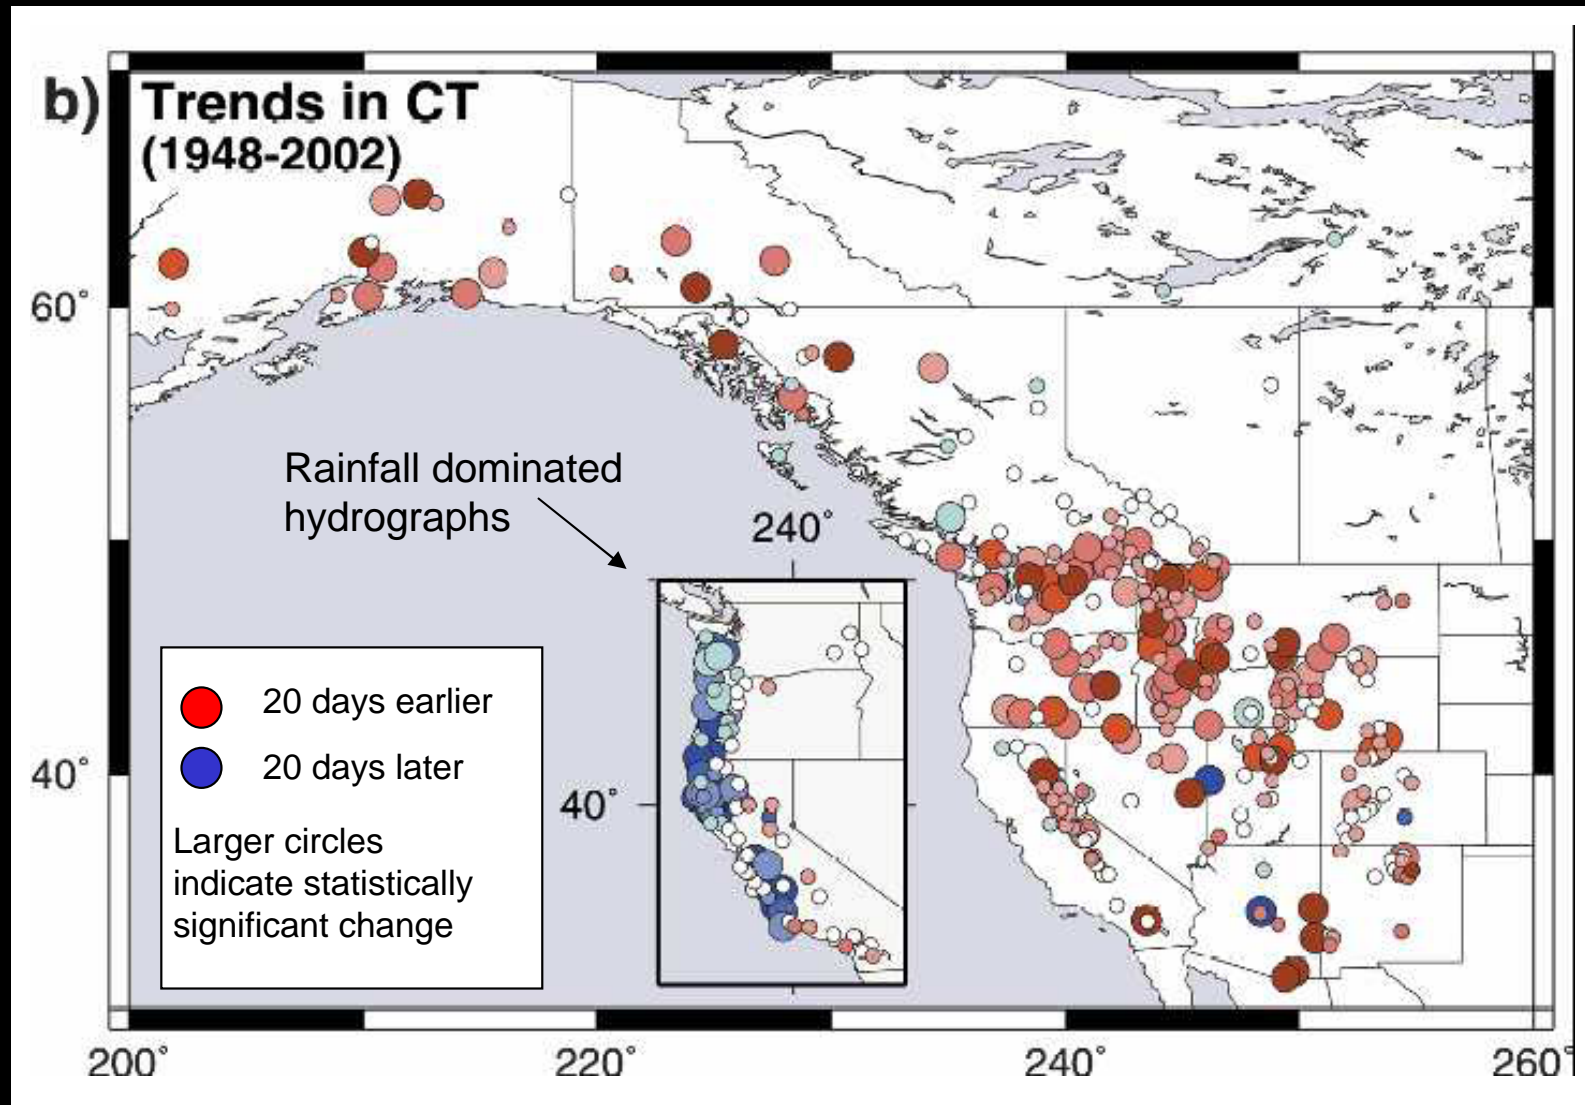 b)
Trends in CT
(1948-2002)
60°
Rainfall dominated
hydrographs
240°
20 days earlier
20 days later
40°
40°
Larger circles
indicate statistically
significant change
200°
220°
240°
260°